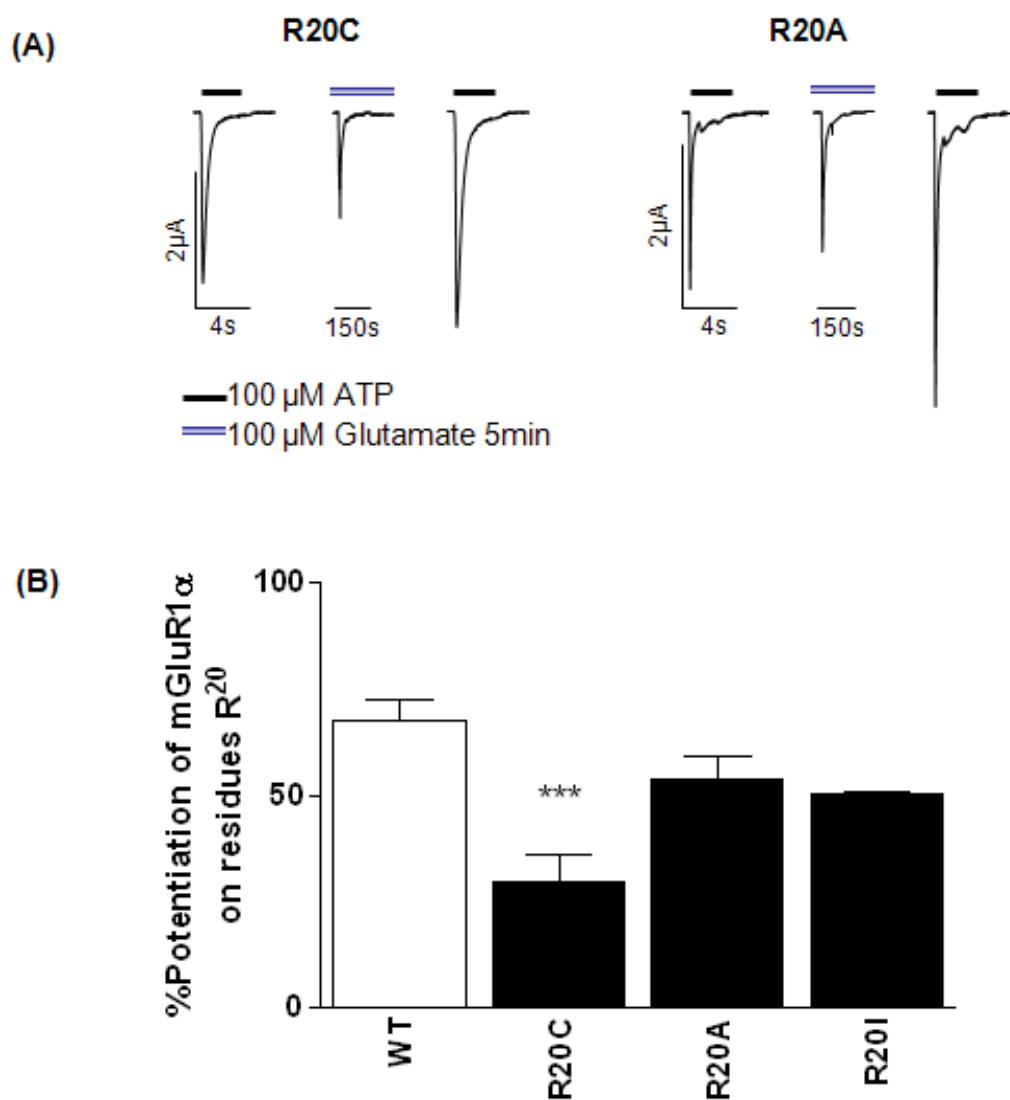 (A)
R20C
R20A
2µA
4s
150s
2µA
4s
150s
100 µM ATP
100 µM Glutamate 5min
(B)
%Potentiation of mGluR1α
on residues R²⁰
100
50
0
***
WT
R20C
R20A
R20I